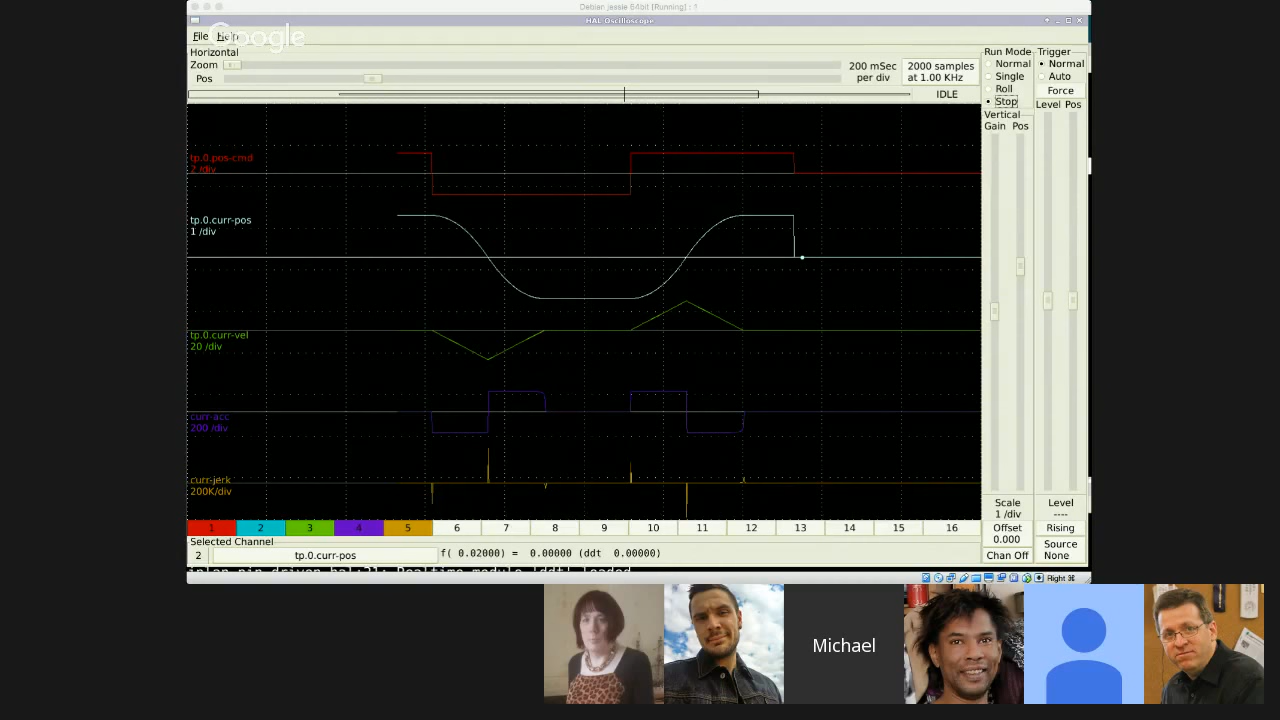 Debian jessie 64bit [Running] : 1
HAL Oscilloscope
File Help
Google
Horizontal
Zoom
Pos
200 mSec
per div
2000 samples
at 1.00 KHz
IDLE
Run Mode
Normal
Single
Roll
Stop
Trigger
Normal
Auto
Force
Level Pos
Vertical
Gain Pos
tp.0.pos-cmd
2 /div
tp.0.curr-pos
1 /div
tp.0.curr-vel
20 /div
curr-acc
200 /div
curr-jerk
200K/div
1 2 3 4 5 6 7 8 9 10 11 12 13 14 15 16
Selected Channel
2 tp.0.curr-pos f( 0.02000) = 0.00000 (ddt 0.00000)
Scale
1 /div
Offset
0.000
Chan Off
Level
----
Rising
Source
None
Right ⌘
Michael